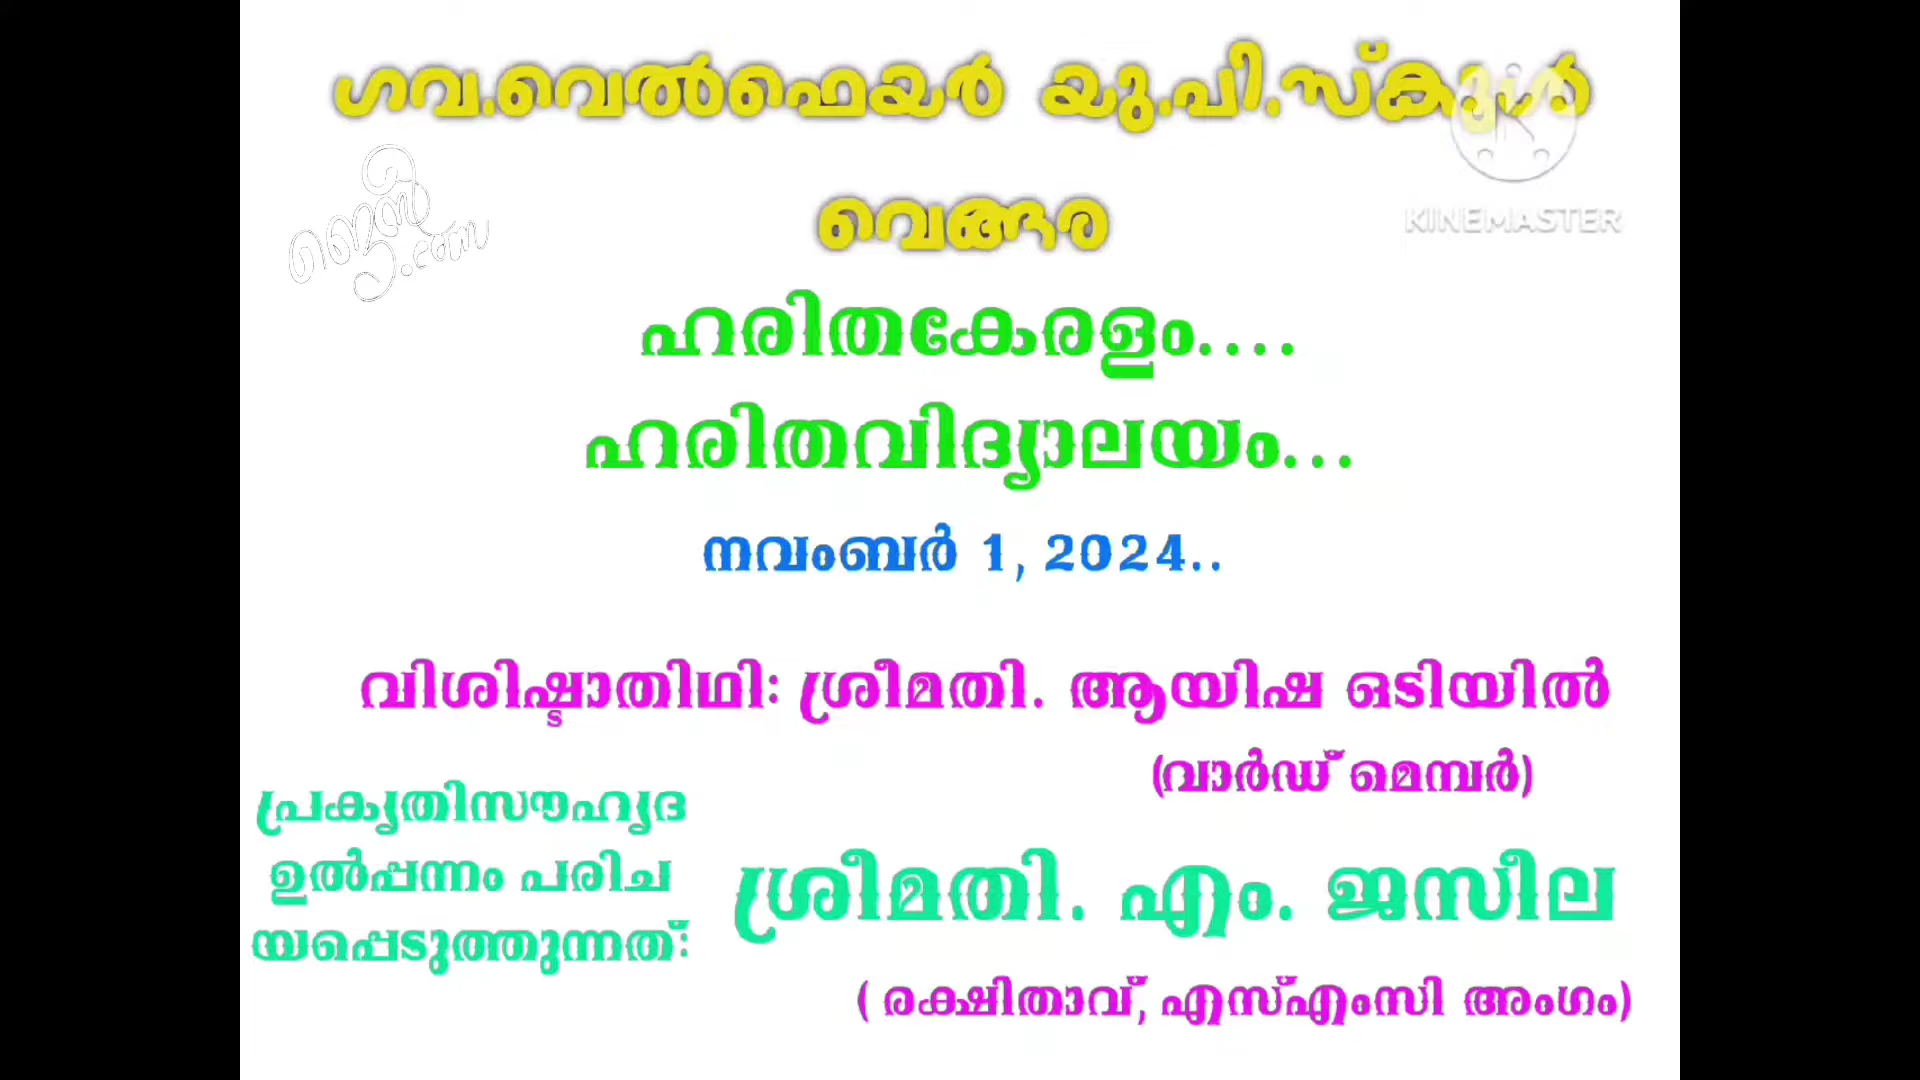 ഗവ.വെൽഫെയർ യു.പി.സ്കൂൾ
വെങ്ങര
KINEMASTER
ഹരിതകേരളം....
ഹരിതവിദ്യാലയം...
നവംബർ 1, 2024..
വിശിഷ്ടാതിഥി: ശ്രീമതി. ആയിഷ ഒടിയിൽ
(വാർഡ് മെമ്പർ)
പ്രകൃതിസൗഹൃദ
ഉൽപ്പന്നം പരിച
യപ്പെടുത്തുന്നത്:
ശ്രീമതി. എം. ജസീല
( രക്ഷിതാവ്, എസ്എംസി അംഗം)